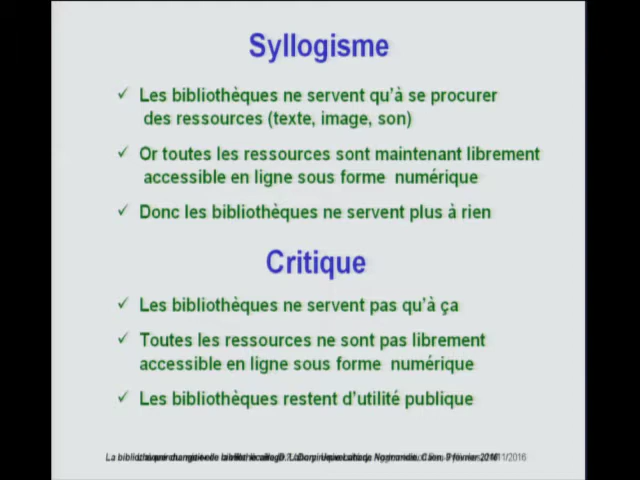 Syllogisme
Les bibliothèques ne servent qu'à se procurer
des ressources (texte, image, son)
Or toutes les ressources sont maintenant librement
accessible en ligne sous forme numérique
Donc les bibliothèques ne servent plus à rien
Critique
Les bibliothèques ne servent pas qu'à ça
Toutes les ressources ne sont pas librement
accessible en ligne sous forme numérique
Les bibliothèques restent d'utilité publique